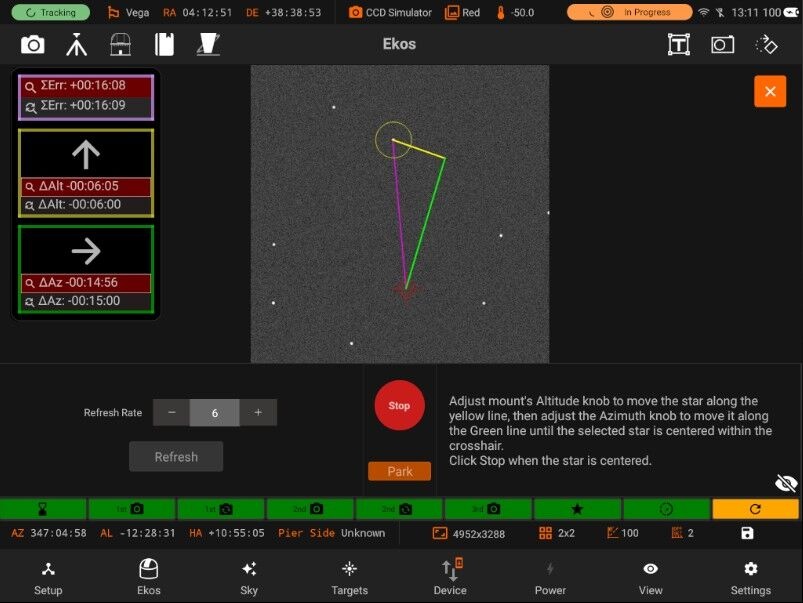 Tracking Vega RA 04:12:51 DE +38:38:53 CCD Simulator Red -50.0 In Progress 13:11 100
Ekos
ΣErr: +00:16:08
ΣErr: +00:16:09
ΔAlt -00:06:05
ΔAlt: -00:06:00
ΔAz -00:14:56
ΔAz: -00:15:00
Refresh Rate − 6 +
Refresh
Stop
Park
Adjust mount's Altitude knob to move the star along the
yellow line, then adjust the Azimuth knob to move it along
the Green line until the selected star is centered within the
crosshair.
Click Stop when the star is centered.
1st 1st 2nd 2nd 3rd
AZ 347:04:58 AL -12:28:31 HA +10:55:05 Pier Side Unknown 4952x3288 2x2 100 2
Setup Ekos Sky Targets Device Power View Settings